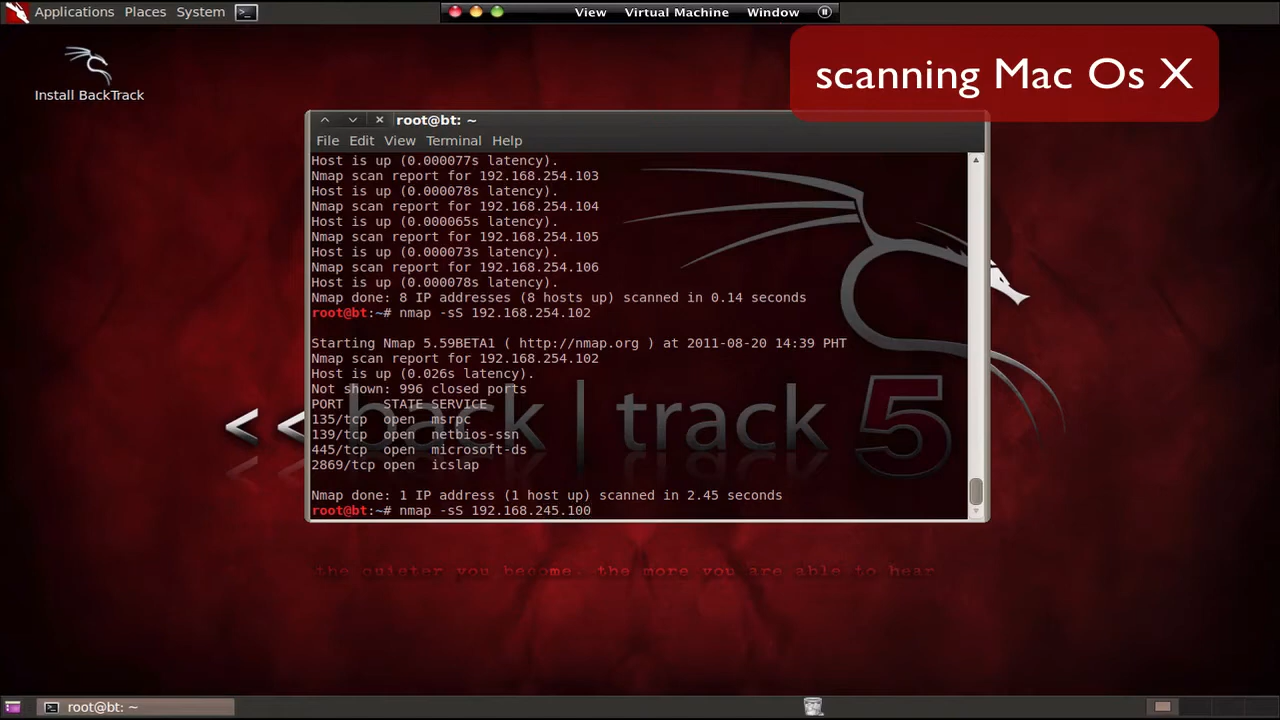 Applications Places System
View Virtual Machine Window
scanning Mac Os X
Install BackTrack
root@bt: ~
File Edit View Terminal Help
Host is up (0.000077s latency).
Nmap scan report for 192.168.254.103
Host is up (0.000078s latency).
Nmap scan report for 192.168.254.104
Host is up (0.000065s latency).
Nmap scan report for 192.168.254.105
Host is up (0.000073s latency).
Nmap scan report for 192.168.254.106
Host is up (0.000078s latency).
Nmap done: 8 IP addresses (8 hosts up) scanned in 0.14 seconds
root@bt:~# nmap -sS 192.168.254.102
Starting Nmap 5.59BETA1 ( http://nmap.org ) at 2011-08-20 14:39 PHT
Nmap scan report for 192.168.254.102
Host is up (0.026s latency).
Not shown: 996 closed ports
PORT     STATE SERVICE
135/tcp  open  msrpc
139/tcp  open  netbios-ssn
445/tcp  open  microsoft-ds
2869/tcp open  icslap
Nmap done: 1 IP address (1 host up) scanned in 2.45 seconds
root@bt:~# nmap -sS 192.168.245.100
<< back | track 5
the quieter you become, the more you are able to hear
root@bt: ~